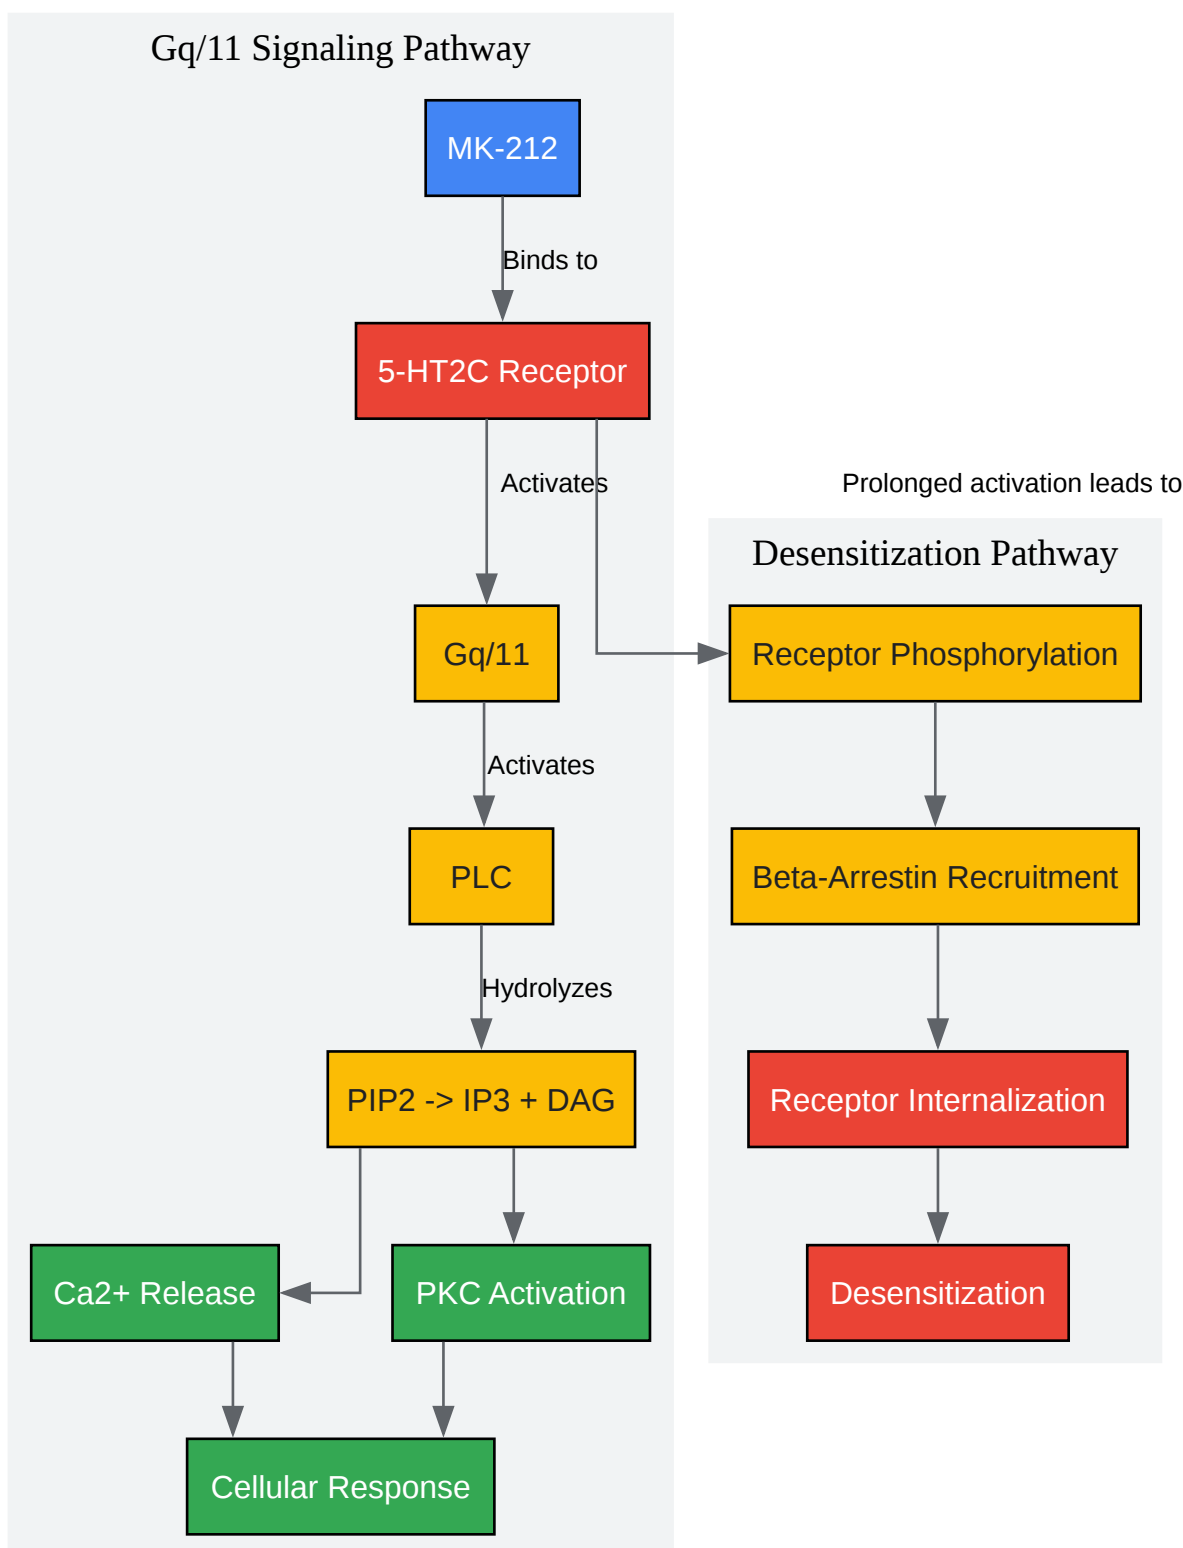 Gq/11 Signaling Pathway
MK-212
Binds to
5-HT2C Receptor
Activates
Prolonged activation leads to
Desensitization Pathway
Gq/11
Receptor Phosphorylation
Activates
PLC
Beta-Arrestin Recruitment
Hydrolyzes
PIP2 -> IP3 + DAG
Receptor Internalization
Ca2+ Release
PKC Activation
Desensitization
Cellular Response